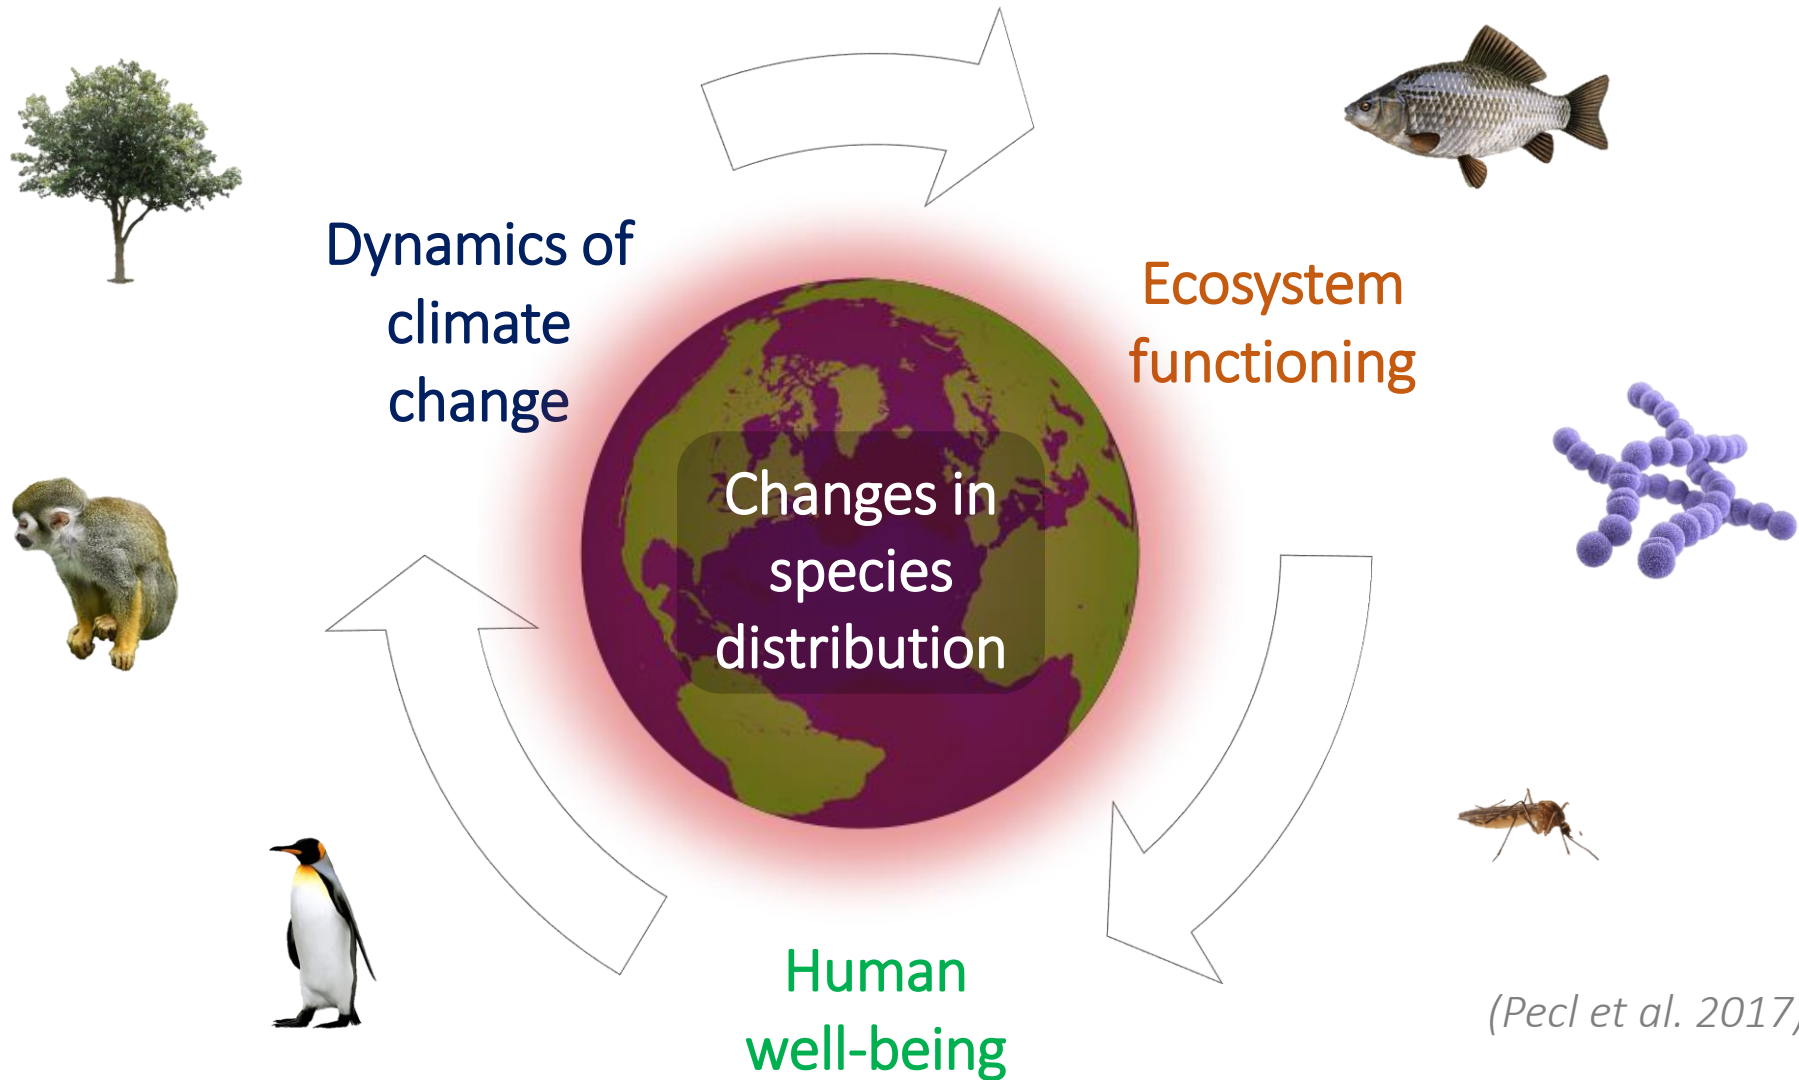 Dynamics of
climate
change
Ecosystem
functioning
Changes in
species
distribution
Human
well-being
(Pecl et al. 2017)